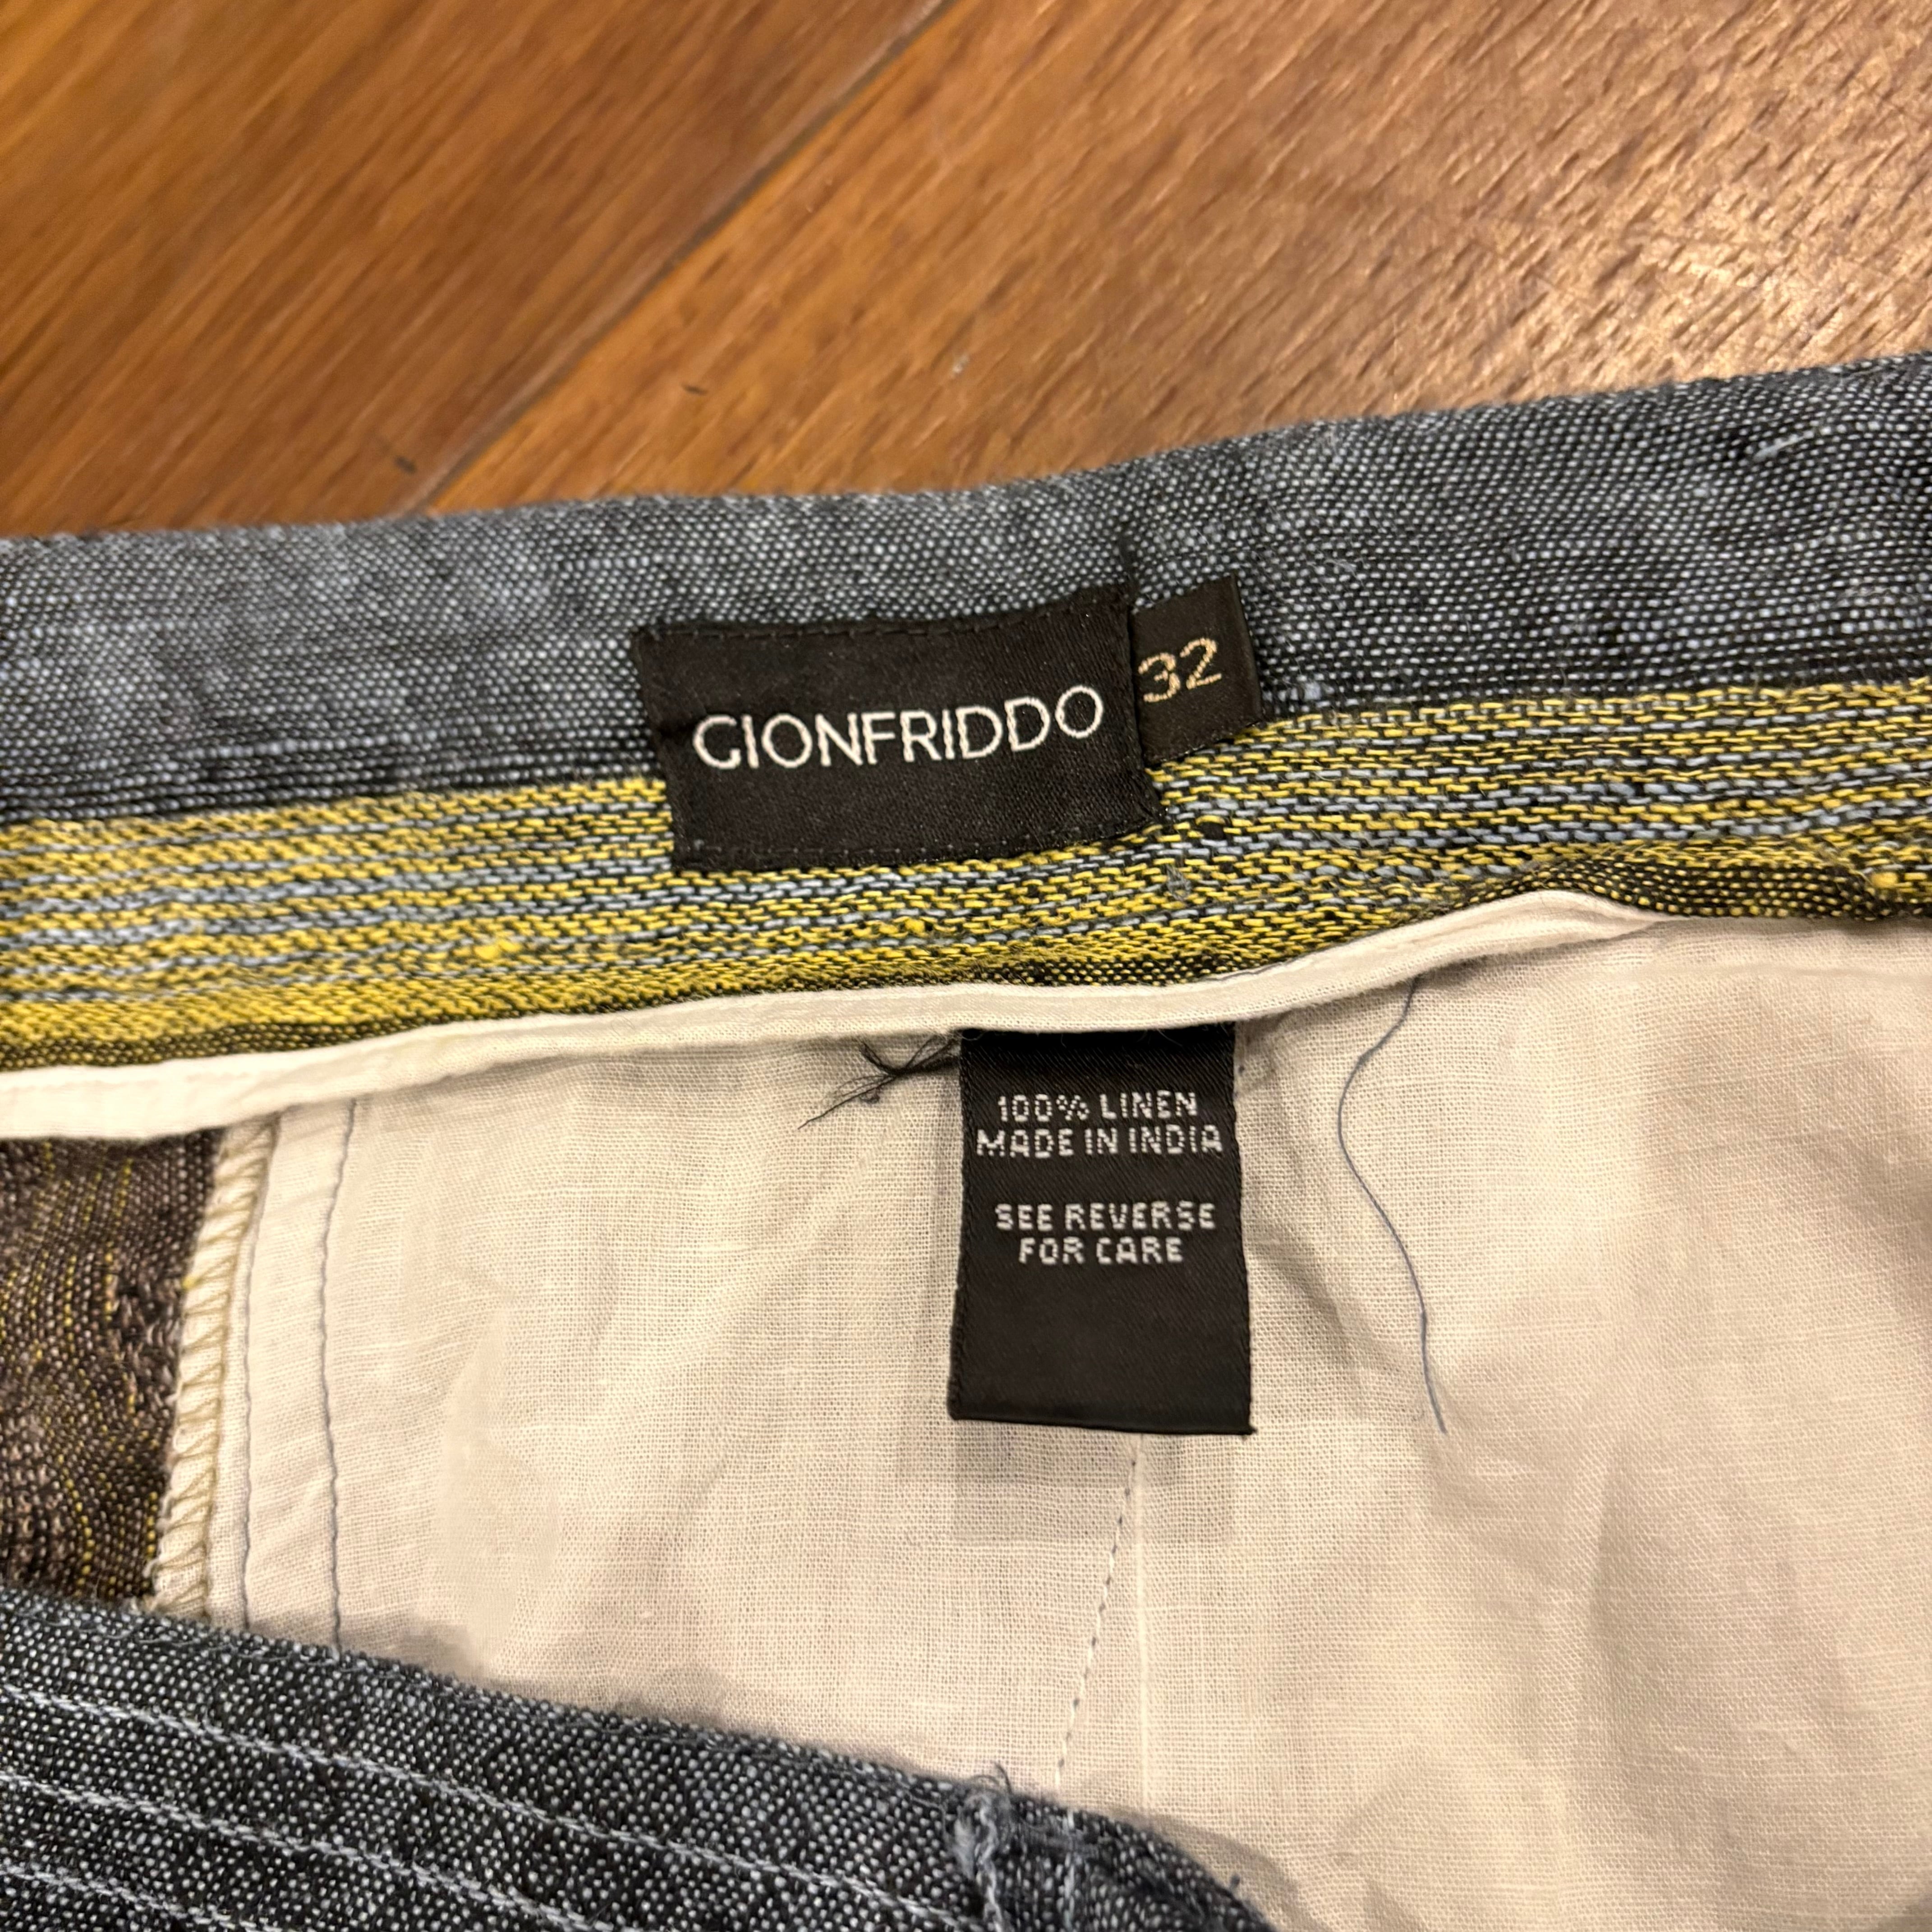 GIONFRIDDO
32
100% LINEN
MADE IN INDIA
SEE REVERSE
FOR CARE